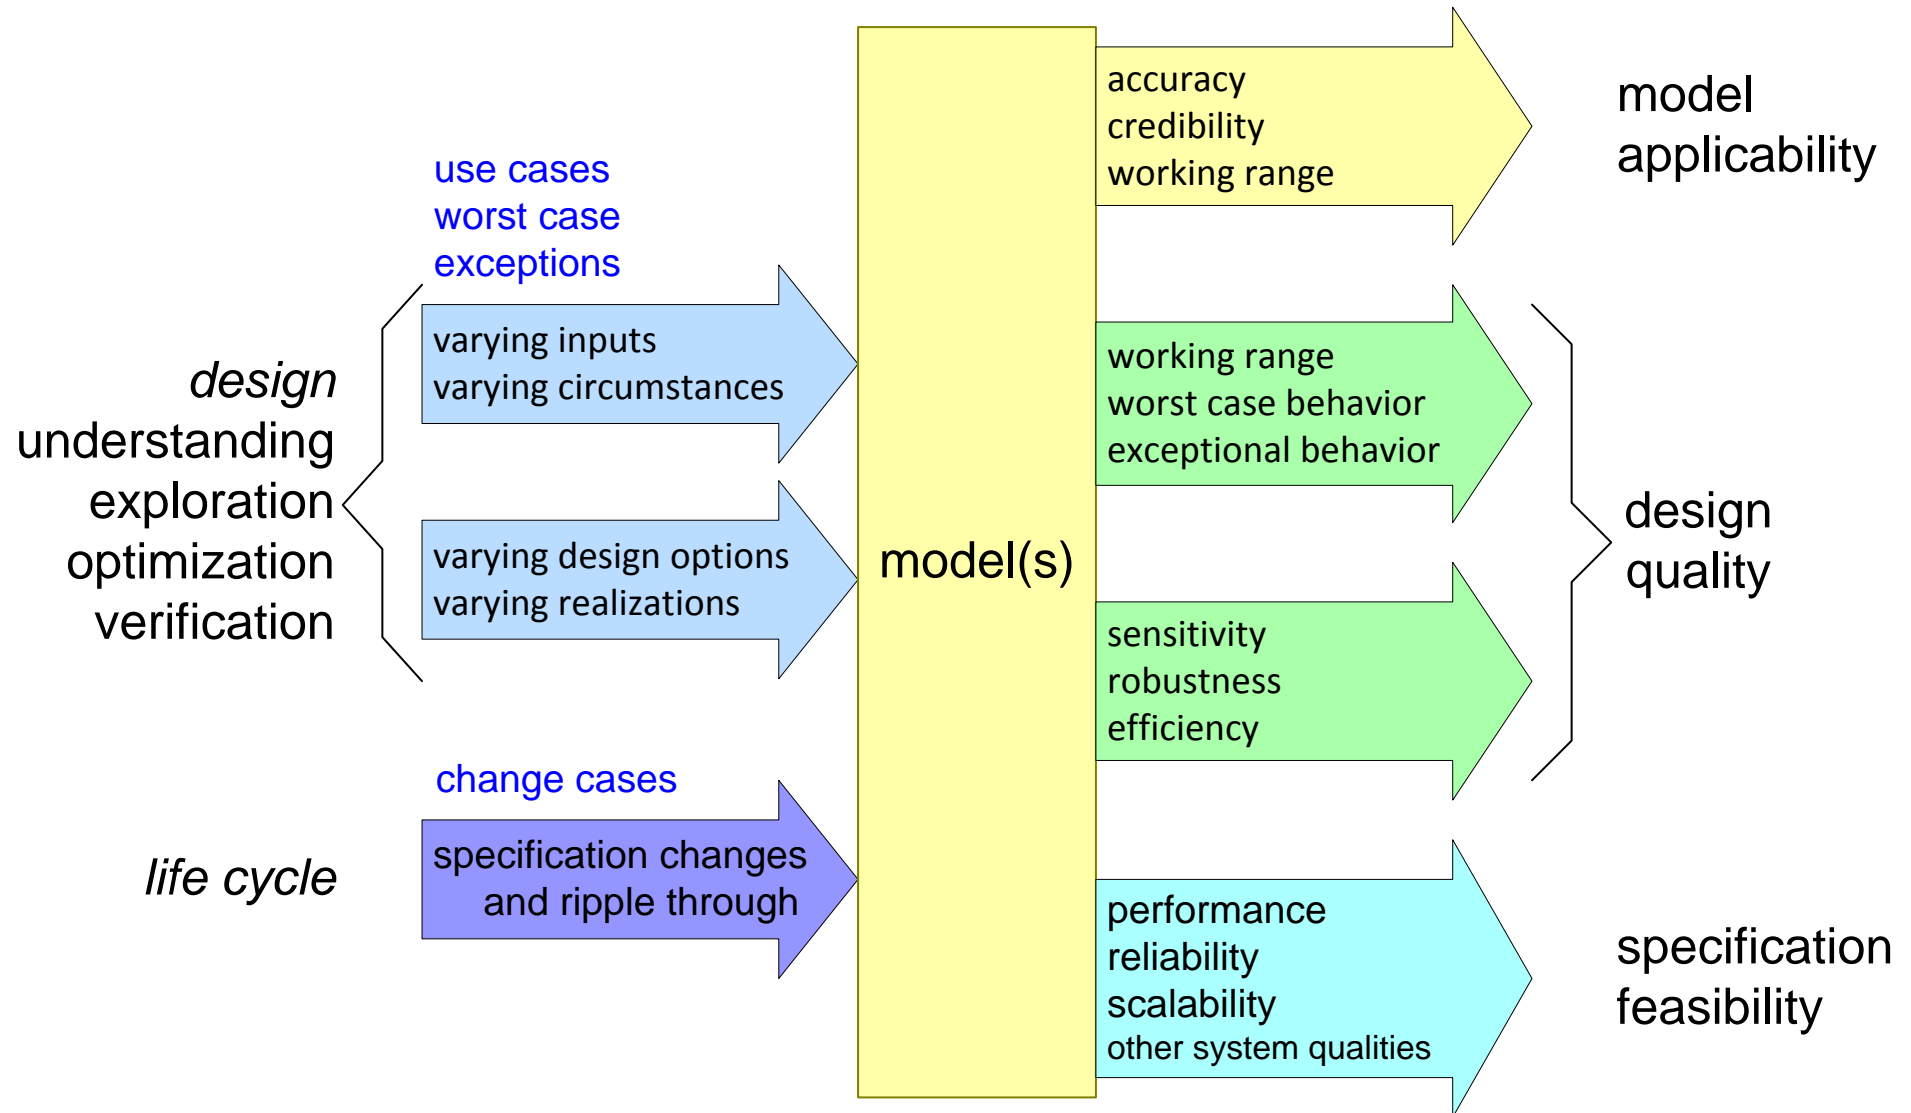 design
understanding
exploration
optimization
verification
life cycle
use cases
worst case
exceptions
varying inputs
varying circumstances
varying design options
varying realizations
change cases
specification changes
and ripple through
model(s)
accuracy
credibility
working range
working range
worst case behavior
exceptional behavior
sensitivity
robustness
efficiency
performance
reliability
scalability
other system qualities
model
applicability
design
quality
specification
feasibility